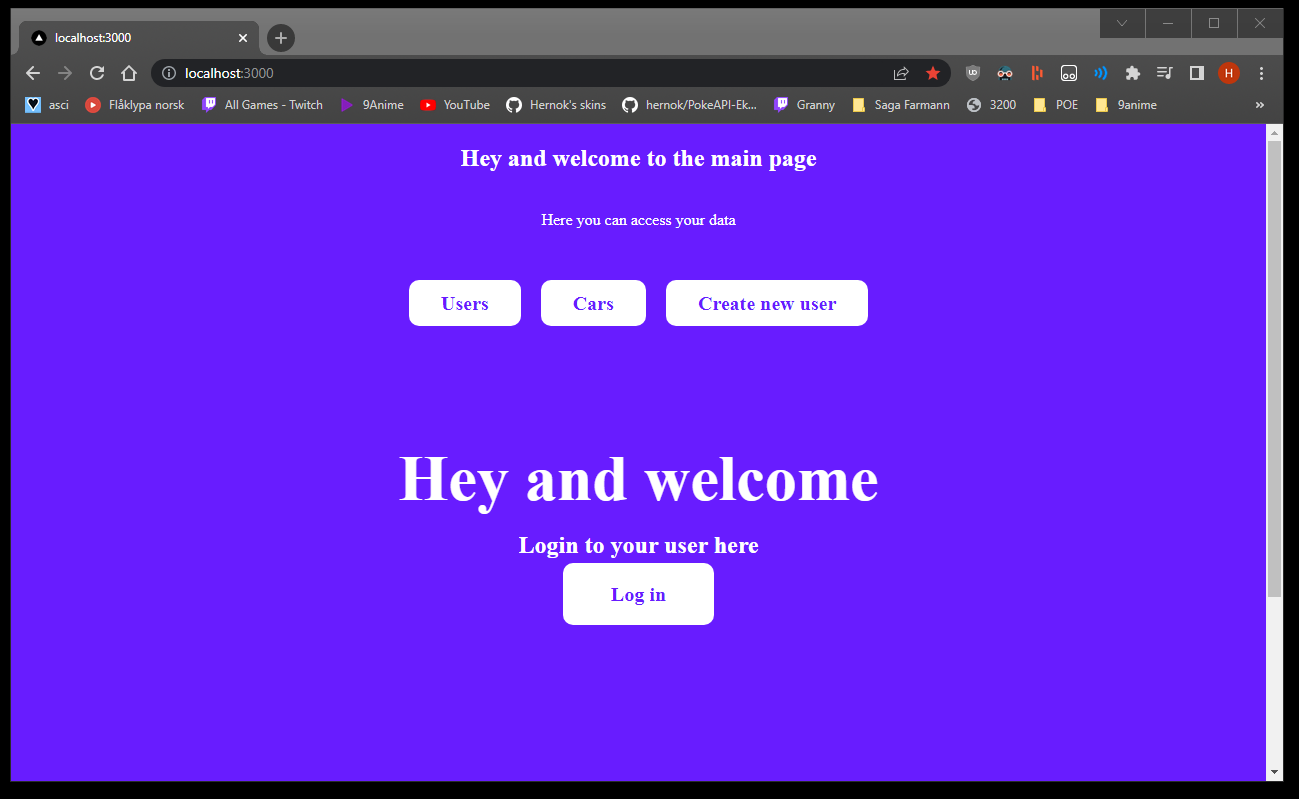 localhost:3000
localhost:3000
UD
H
asci Flåklypa norsk All Games - Twitch 9Anime YouTube Hernok's skins hernok/PokeAPI-Ek... Granny Saga Farmann 3200 POE 9anime »
Hey and welcome to the main page
Here you can access your data
Users Cars Create new user
Hey and welcome
Login to your user here
Log in